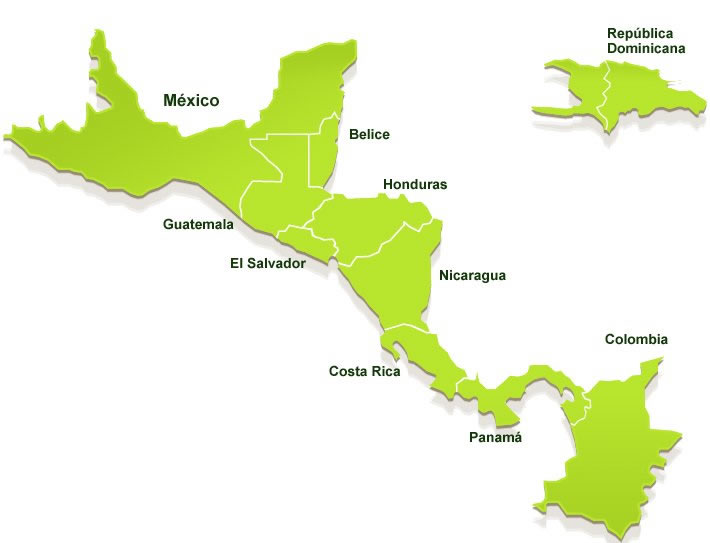 República
Dominicana
México
Belice
Honduras
Guatemala
El Salvador
Nicaragua
Colombia
Costa Rica
Panamá